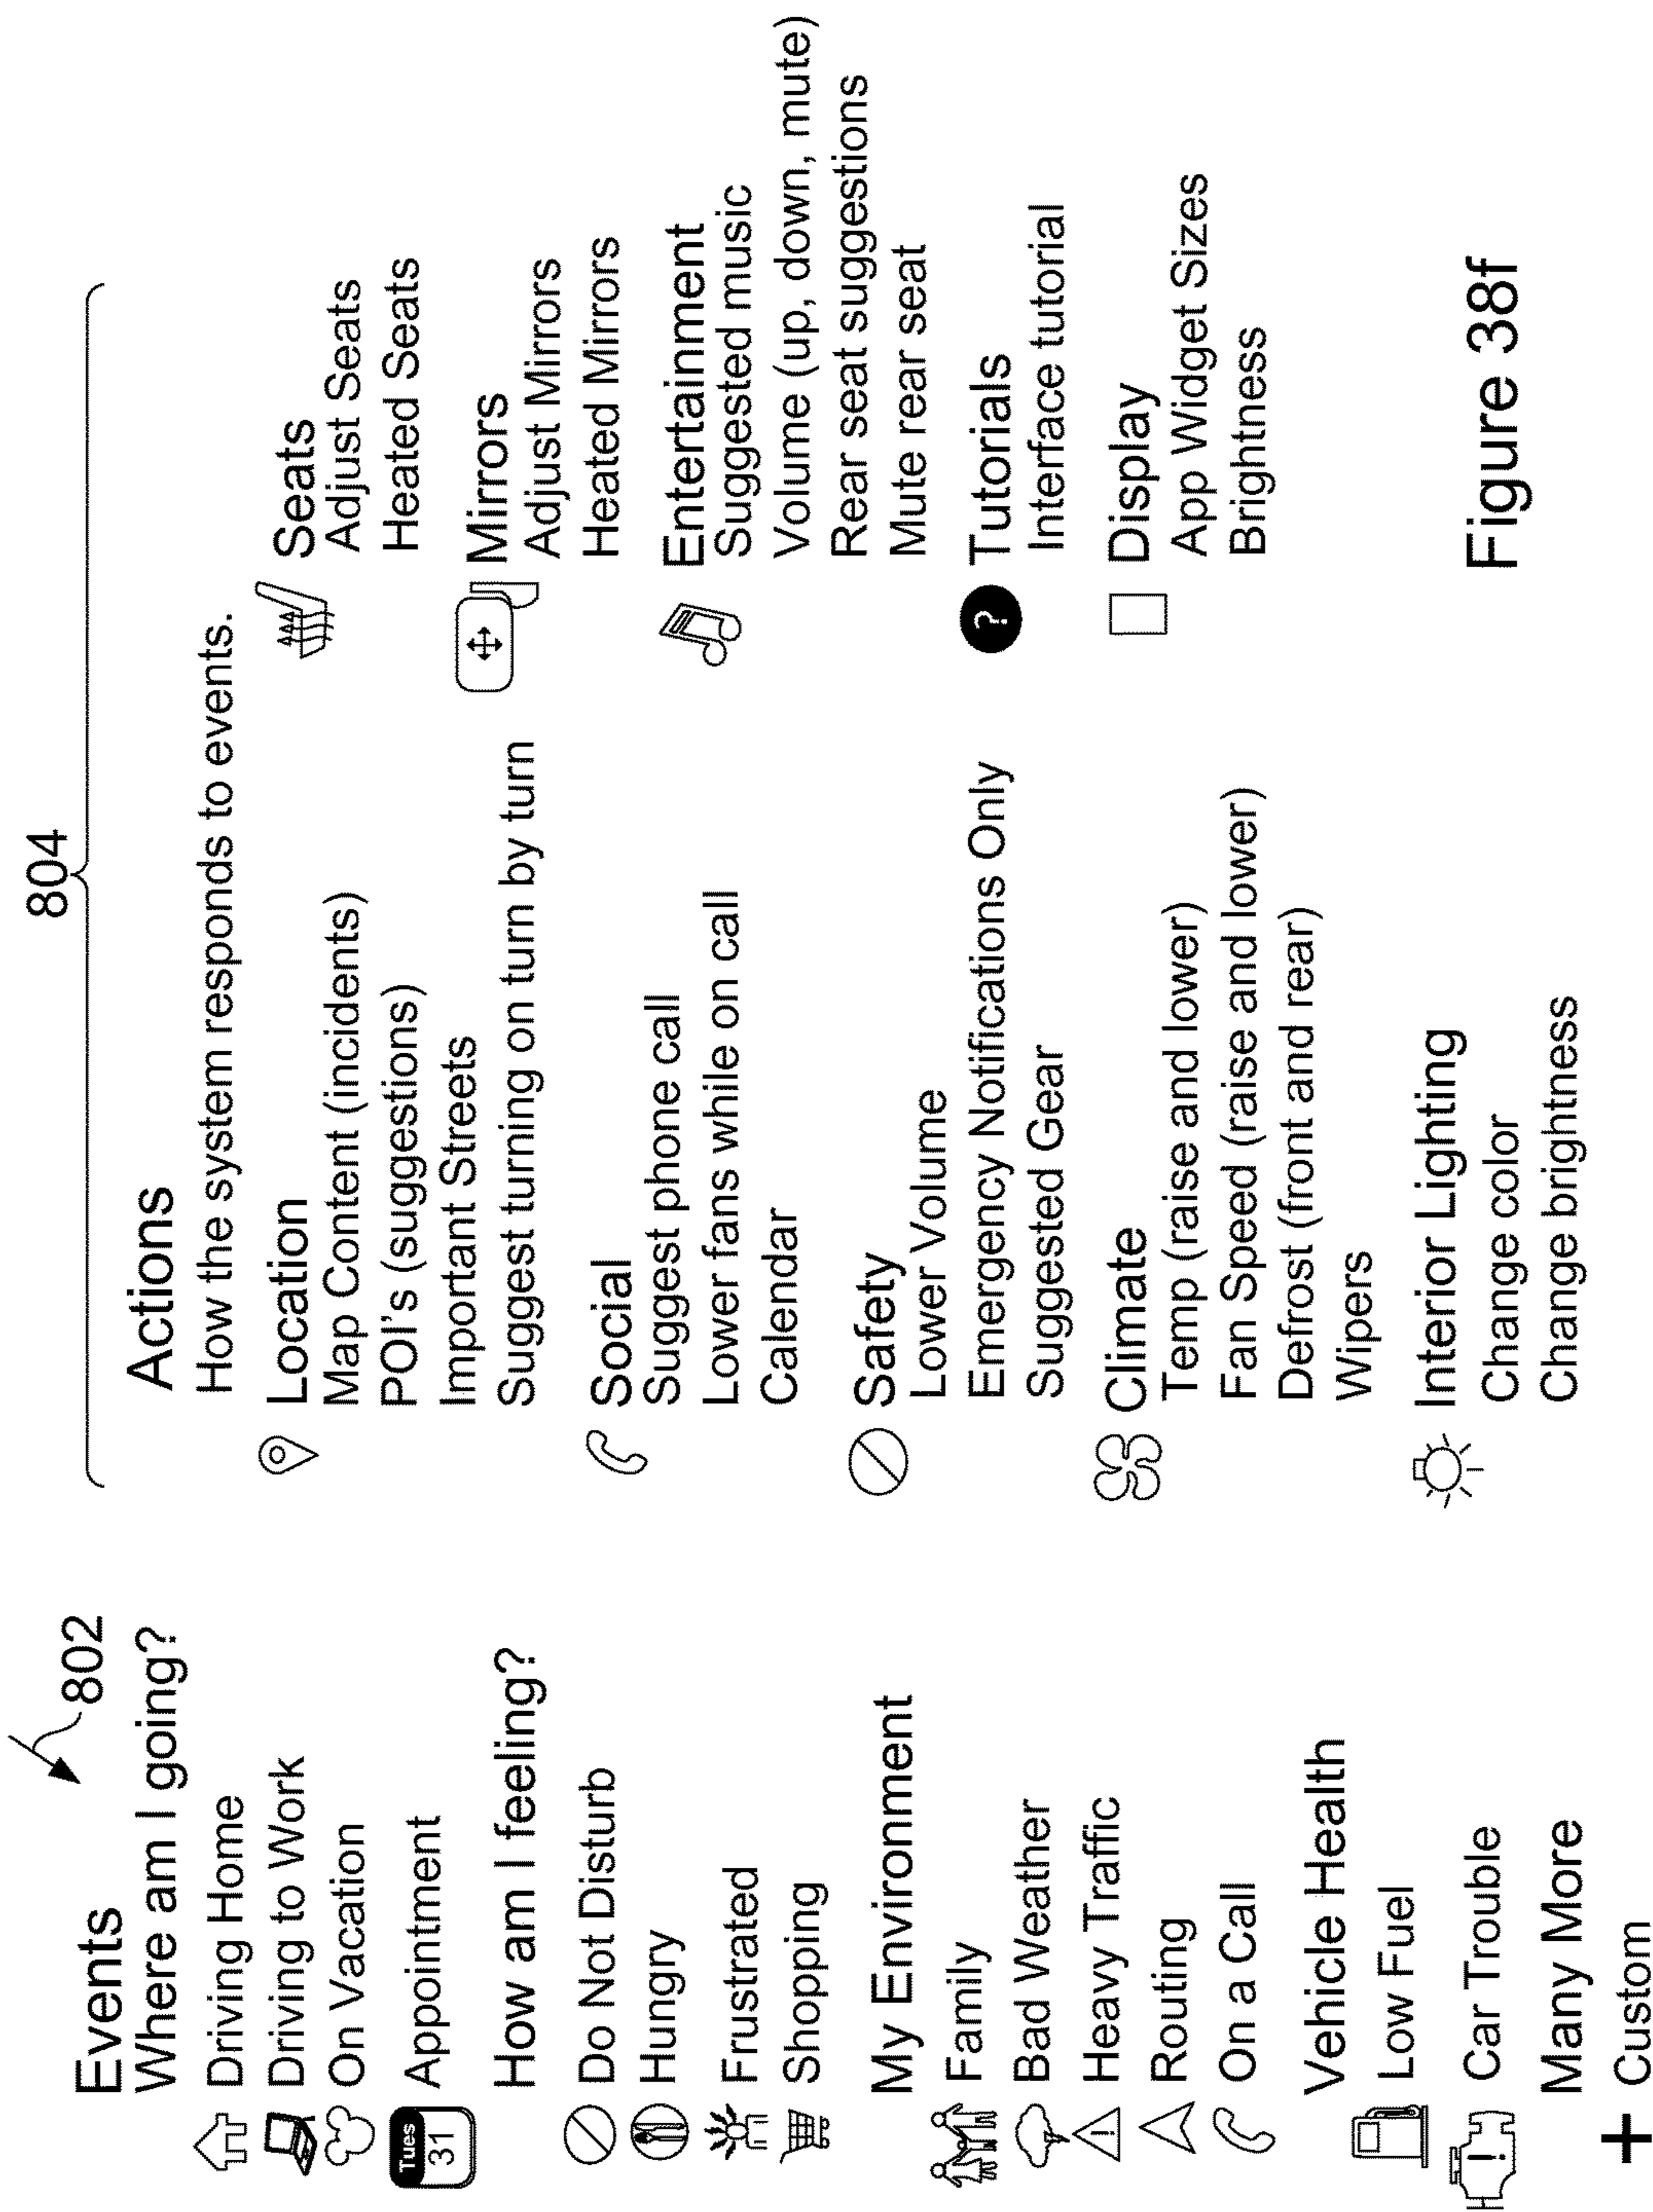 802
Events
Where am I going?
Driving Home
Driving to Work
On Vacation
Tues
31
Appointment
How am I feeling?
Do Not Disturb
Hungry
Frustrated
Shopping
My Environment
Family
Bad Weather
! Heavy Traffic
Routing
On a Call
Vehicle Health
Low Fuel
! Car Trouble
Many More
+ Custom
804
Actions
How the system responds to events.
Location
Map Content (incidents)
POI's (suggestions)
Important Streets
Suggest turning on turn by turn
Social
Suggest phone call
Lower fans while on call
Calendar
Safety
Lower Volume
Emergency Notifications Only
Suggested Gear
Climate
Temp (raise and lower)
Fan Speed (raise and lower)
Defrost (front and rear)
Wipers
Interior Lighting
Change color
Change brightness
Seats
Adjust Seats
Heated Seats
Mirrors
Adjust Mirrors
Heated Mirrors
Entertainment
Suggested music
Volume (up, down, mute)
Rear seat suggestions
Mute rear seat
? Tutorials
Interface tutorial
Display
App Widget Sizes
Brightness
Figure 38f